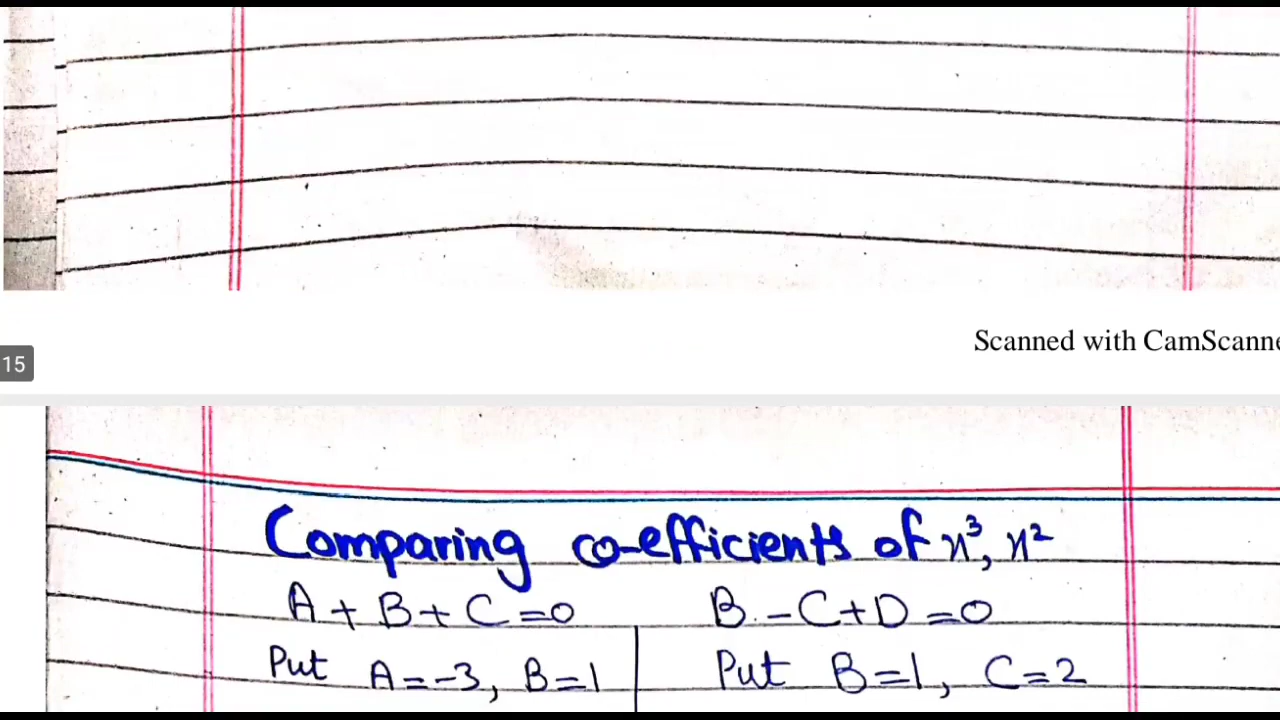 Scanned with CamScanne
15
Comparing co-efficients of x³, x²
A + B + C = 0 B - C + D = 0
Put A = -3, B = 1 Put B = 1, C = 2